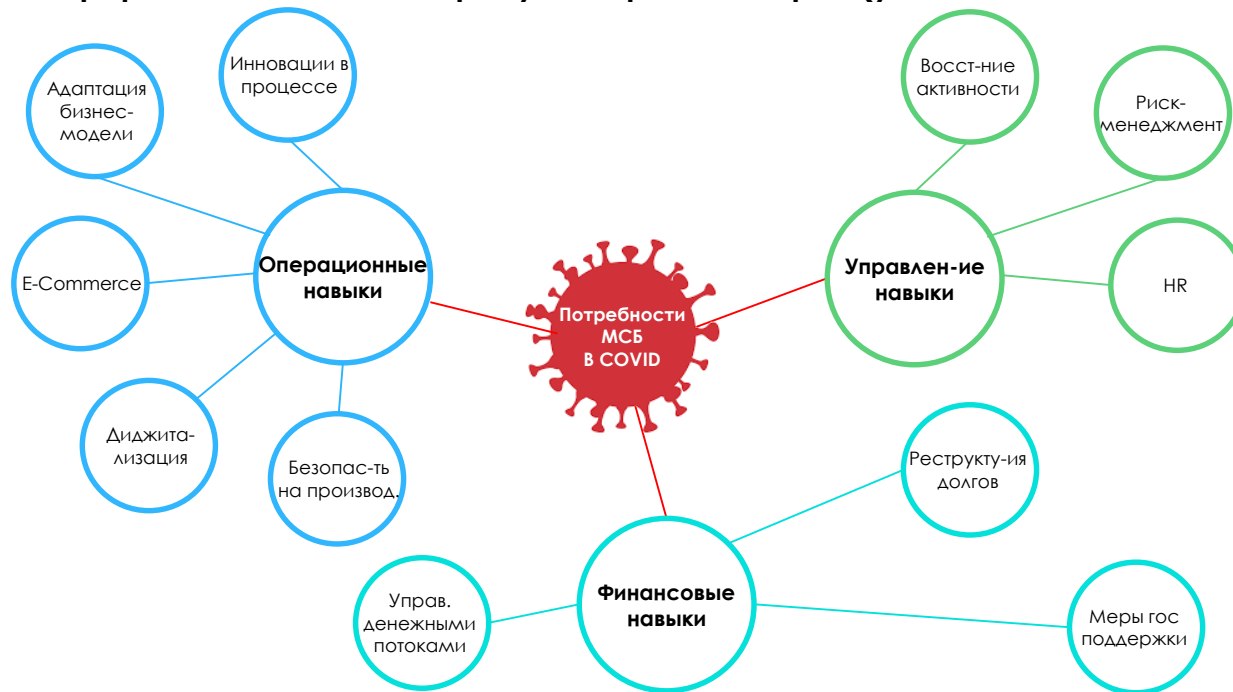 Инновации в
процессе
Адаптация
бизнес-
модели
E-Commerce
Диджита-
лизация
Безопас-ть
на производ.
Операционные
навыки
Потребности
МСБ
В COVID
Восст-ние
активности
Риск-
менеджмент
HR
Управлен-ие
навыки
Реструкту-ия
долгов
Меры гос
поддержки
Финансовые
навыки
Управ.
денежными
потоками